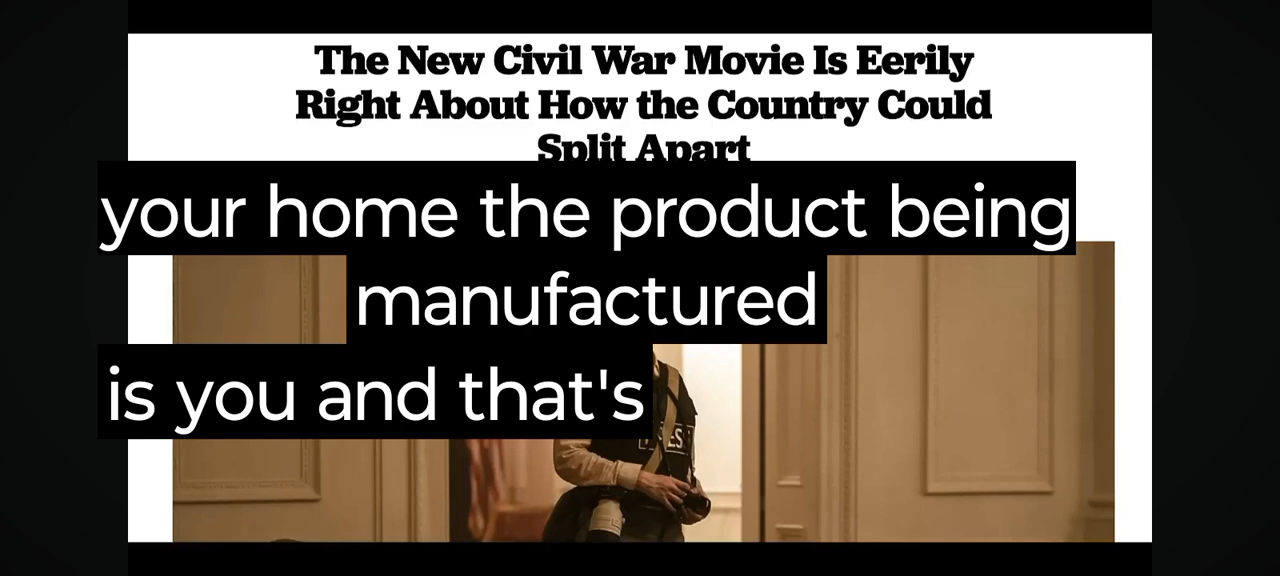 The New Civil War Movie Is Eerily
Right About How the Country Could
Split Apart
your home the product being
manufactured
is you and that's